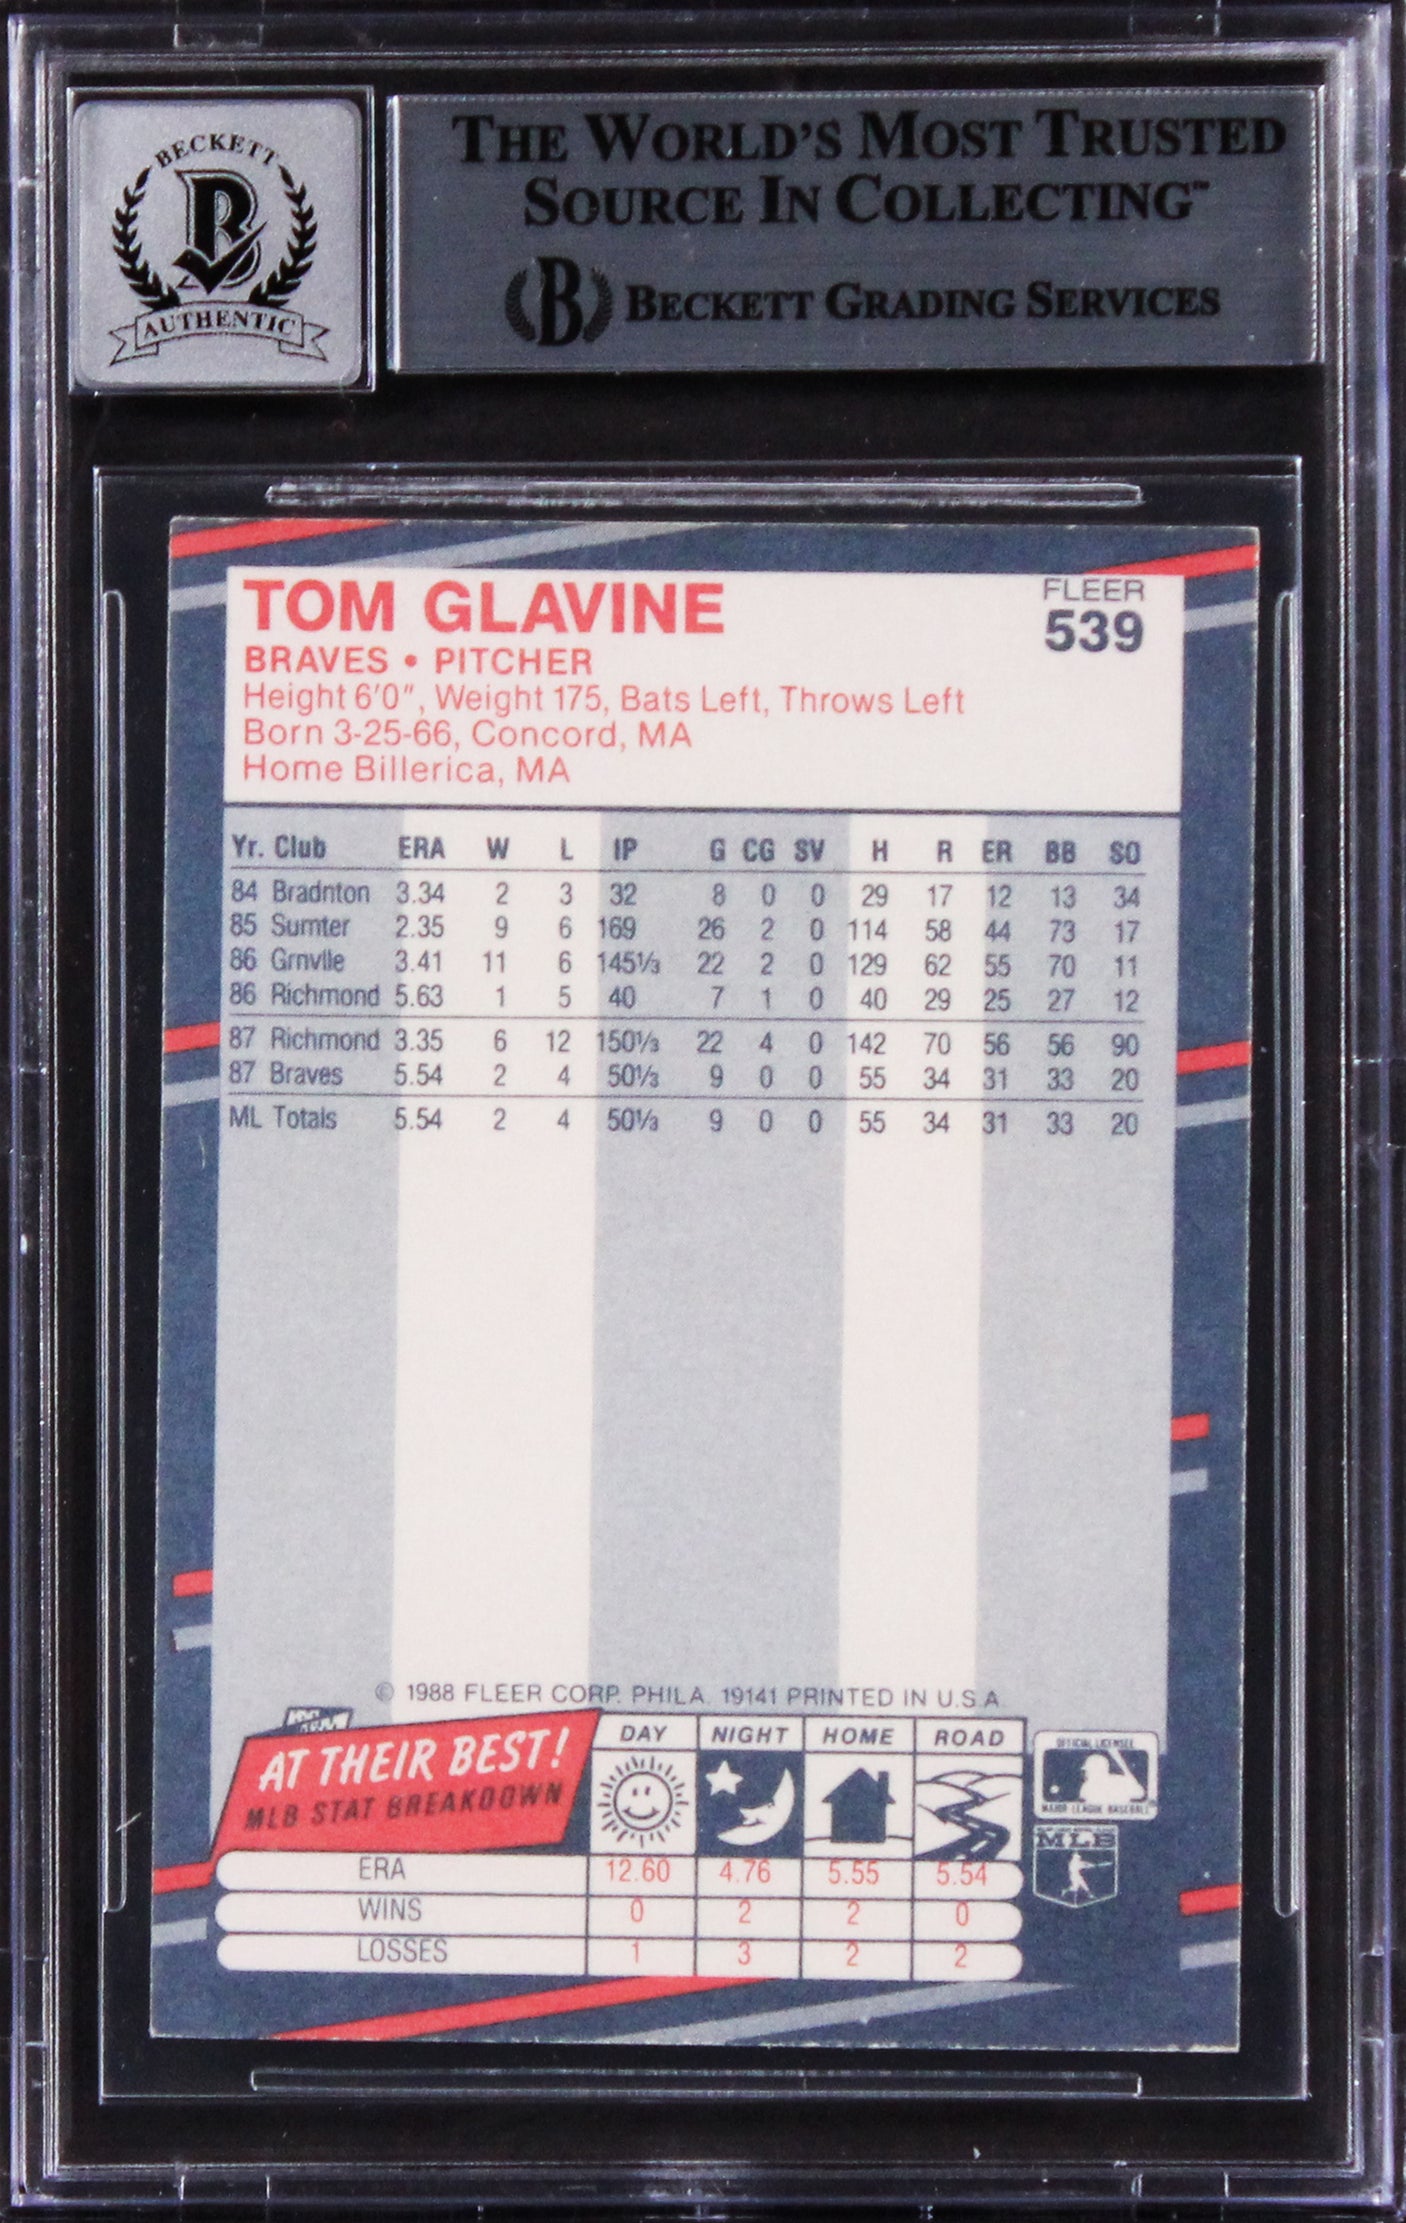 BECKETT
AUTHENTIC
THE WORLD'S MOST TRUSTED
SOURCE IN COLLECTING™
B BECKETT GRADING SERVICES
TOM GLAVINE
FLEER
539
BRAVES • PITCHER
Height 6'0", Weight 175, Bats Left, Throws Left
Born 3-25-66, Concord, MA
Home Billerica, MA
Yr. Club ERA W L IP G CG SV H R ER BB SO
84 Bradnton 3.34 2 3 32 8 0 0 29 17 12 13 34
85 Sumter 2.35 9 6 169 26 2 0 114 58 44 73 17
86 Grnvlle 3.41 11 6 145⅓ 22 2 0 129 62 55 70 11
86 Richmond 5.63 1 5 40 7 1 0 40 29 25 27 12
87 Richmond 3.35 6 12 150⅓ 22 4 0 142 70 56 56 90
87 Braves 5.54 2 4 50⅓ 9 0 0 55 34 31 33 20
ML Totals 5.54 2 4 50⅓ 9 0 0 55 34 31 33 20
© 1988 FLEER CORP. PHILA. 19141 PRINTED IN U.S.A.
AT THEIR BEST!
MLB STAT BREAKDOWN
DAY NIGHT HOME ROAD
ERA 12.60 4.76 5.55 5.54
WINS 0 2 2 0
LOSSES 1 3 2 2
OFFICIAL LICENSEE
MAJOR LEAGUE BASEBALL
MLB